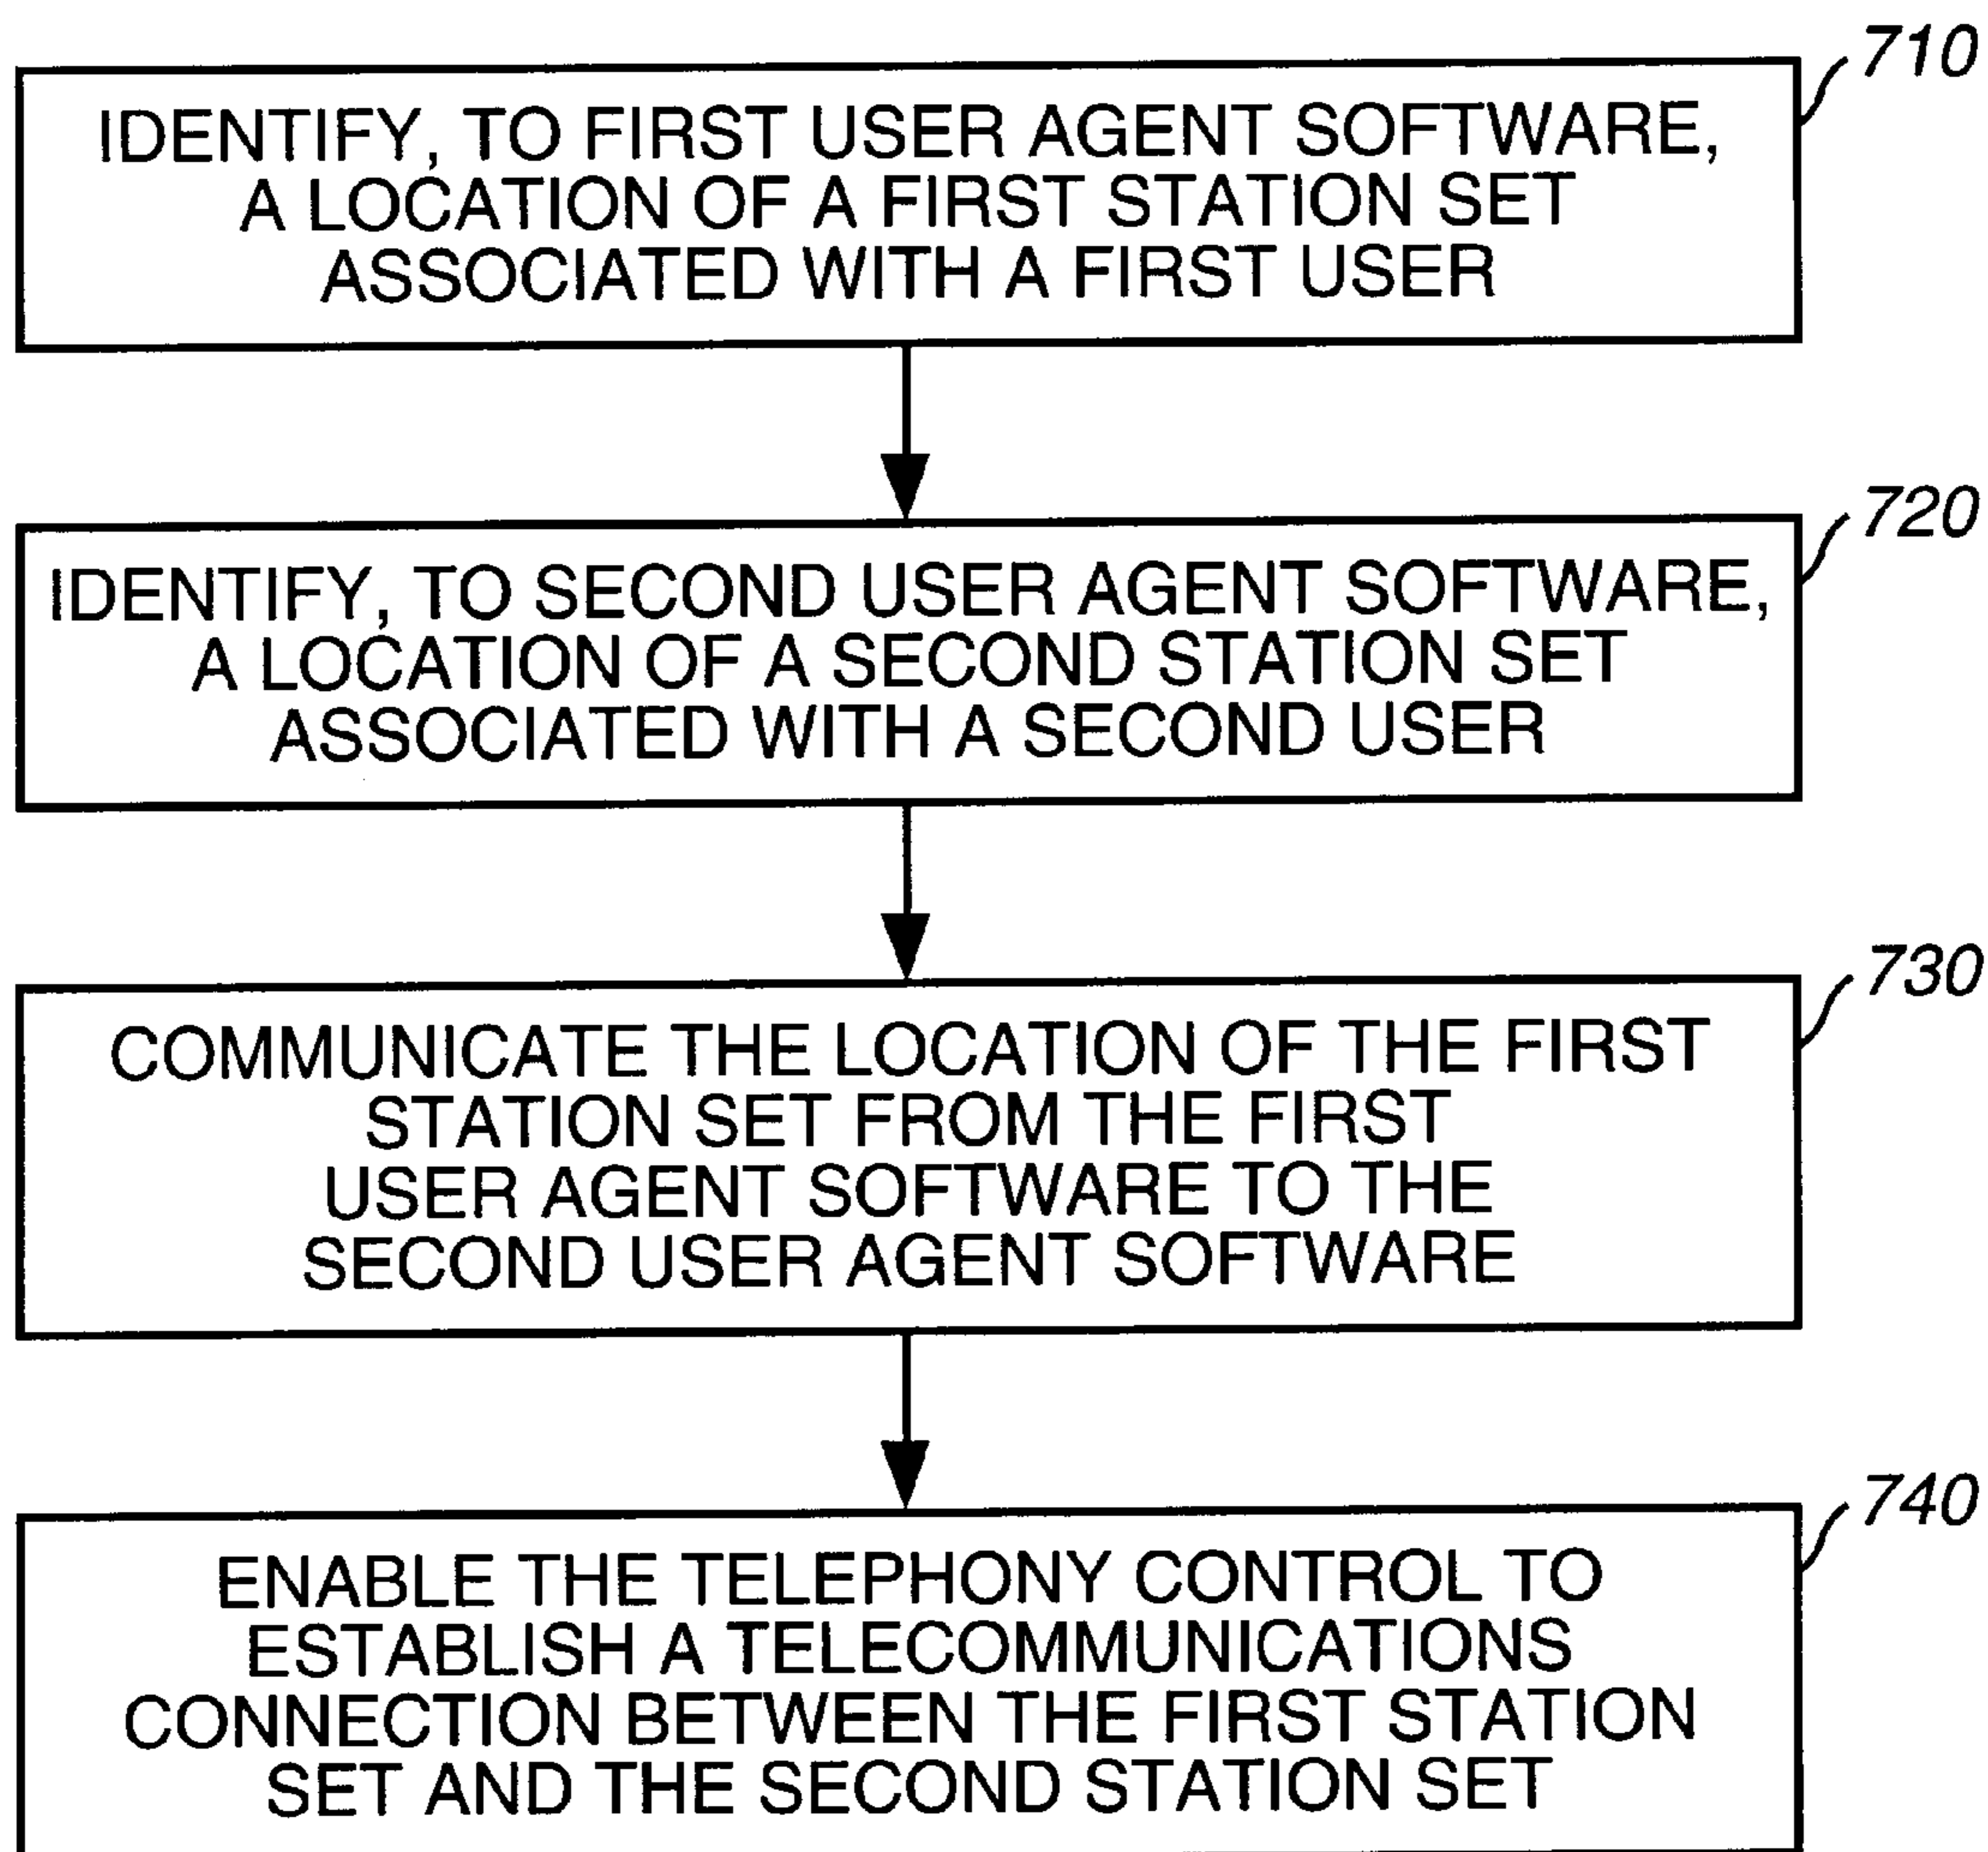 710
IDENTIFY, TO FIRST USER AGENT SOFTWARE,
A LOCATION OF A FIRST STATION SET
ASSOCIATED WITH A FIRST USER
720
IDENTIFY, TO SECOND USER AGENT SOFTWARE,
A LOCATION OF A SECOND STATION SET
ASSOCIATED WITH A SECOND USER
730
COMMUNICATE THE LOCATION OF THE FIRST
STATION SET FROM THE FIRST
USER AGENT SOFTWARE TO THE
SECOND USER AGENT SOFTWARE
740
ENABLE THE TELEPHONY CONTROL TO
ESTABLISH A TELECOMMUNICATIONS
CONNECTION BETWEEN THE FIRST STATION
SET AND THE SECOND STATION SET